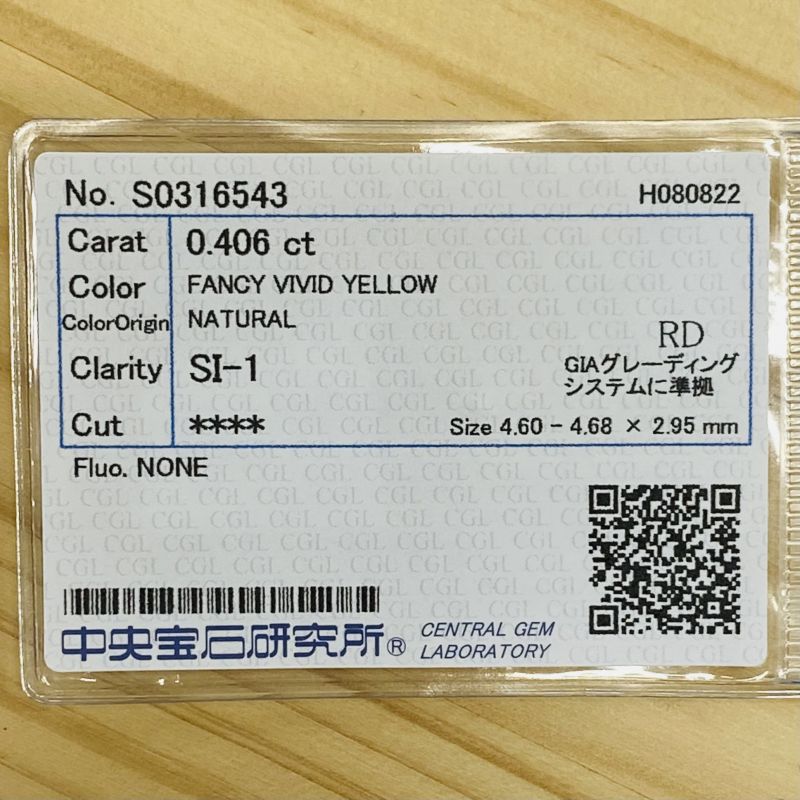 No. S0316543 H080822
Carat 0.406 ct
Color FANCY VIVID YELLOW
ColorOrigin NATURAL
RD
Clarity SI-1
GIAグレーディング
システムに準拠
Cut ****
Size 4.60 - 4.68 × 2.95 mm
Fluo. NONE
中央宝石研究所® CENTRAL GEM
LABORATORY